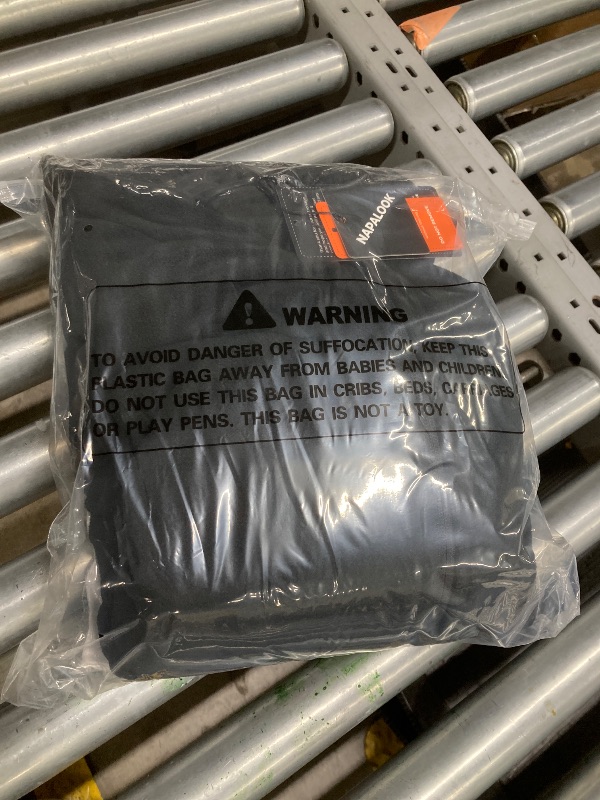 NAPALOOK
WARNING
TO AVOID DANGER OF SUFFOCATION, KEEP THIS
PLASTIC BAG AWAY FROM BABIES AND CHILDREN
DO NOT USE THIS BAG IN CRIBS, BEDS, CARRIAGES
OR PLAY PENS. THIS BAG IS NOT A TOY.